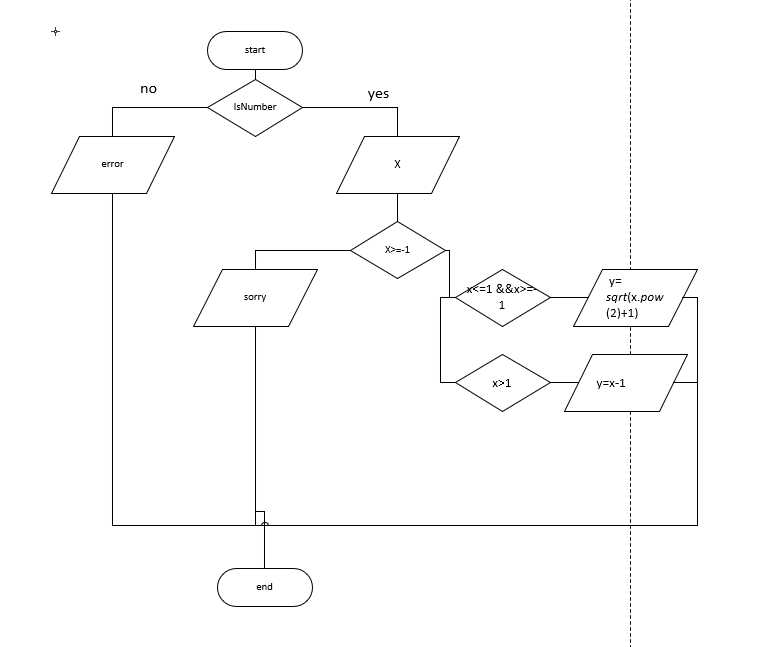 start
no
IsNumber
yes
error
X
X>=-1
sorry
x<=1 &&x>=-
1
y=
sqrt(x.pow
(2)+1)
x>1
y=x-1
end